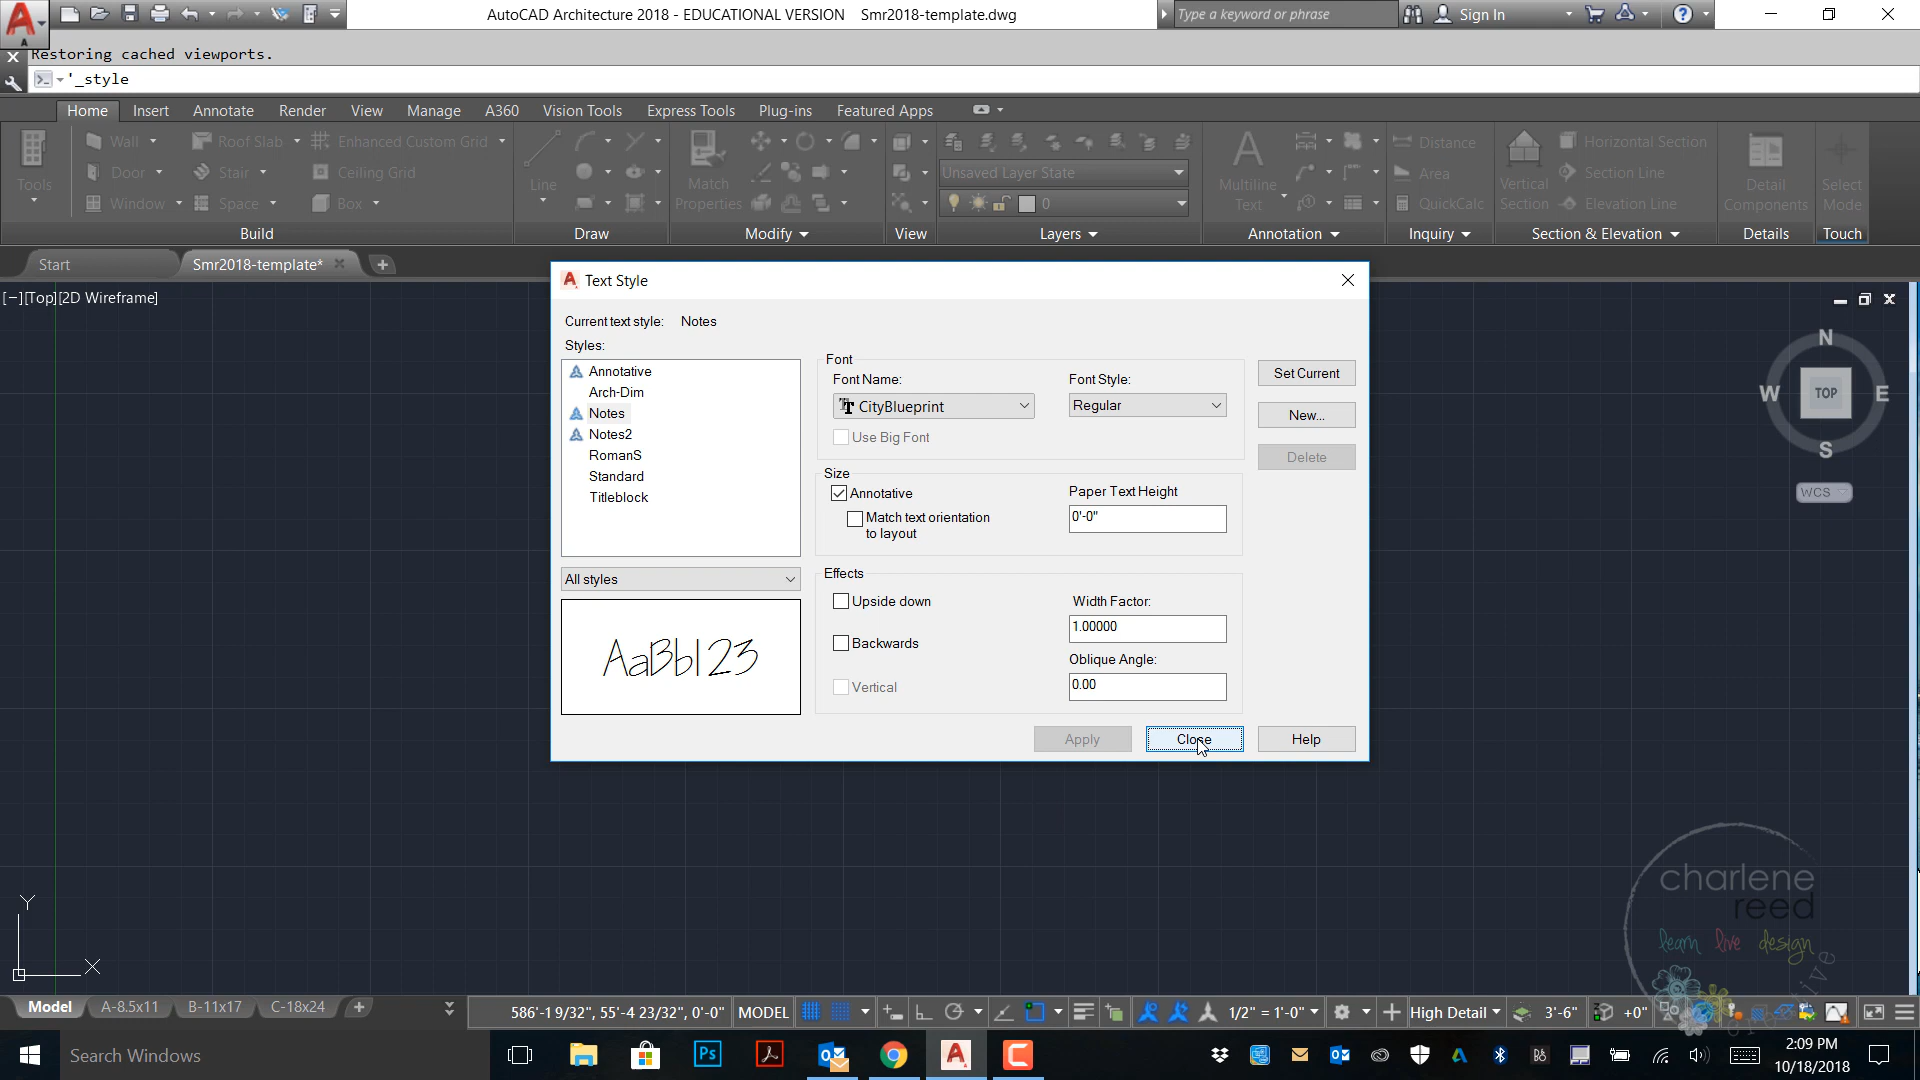 AutoCAD Architecture 2018 - EDUCATIONAL VERSION Smr2018-template.dwg
Type a keyword or phrase
Sign In
Restoring cached viewports.
'_style
Home Insert Annotate Render View Manage A360 Vision Tools Express Tools Plug-ins Featured Apps
Tools
Wall Roof Slab Enhanced Custom Grid
Door Stair Ceiling Grid
Window Space Box
Line
Match
Properties
Unsaved Layer State
0
Multiline
Text
Distance
Area
QuickCalc
Vertical
Section
Horizontal Section
Section Line
Elevation Line
Detail
Components
Select
Mode
Build Draw Modify View Layers Annotation Inquiry Section & Elevation Details Touch
Start Smr2018-template*
[−][Top][2D Wireframe]
Text Style
Current text style: Notes
Styles:
Annotative
Arch-Dim
Notes
Notes2
RomanS
Standard
Titleblock
All styles
AaBb123
Font
Font Name:
CityBlueprint
Use Big Font
Font Style:
Regular
Size
Annotative
Match text orientation
to layout
Paper Text Height
0'-0"
Effects
Upside down
Backwards
Vertical
Width Factor:
1.00000
Oblique Angle:
0.00
Set Current
New...
Delete
Apply Close Help
N
W TOP E
S
WCS
Y
X
charlene
reed
learn live design
Model A-8.5x11 B-11x17 C-18x24
586'-1 9/32", 55'-4 23/32", 0'-0" MODEL 1/2" = 1'-0" High Detail 3'-6" +0"
Search Windows
Ps
2:09 PM
10/18/2018